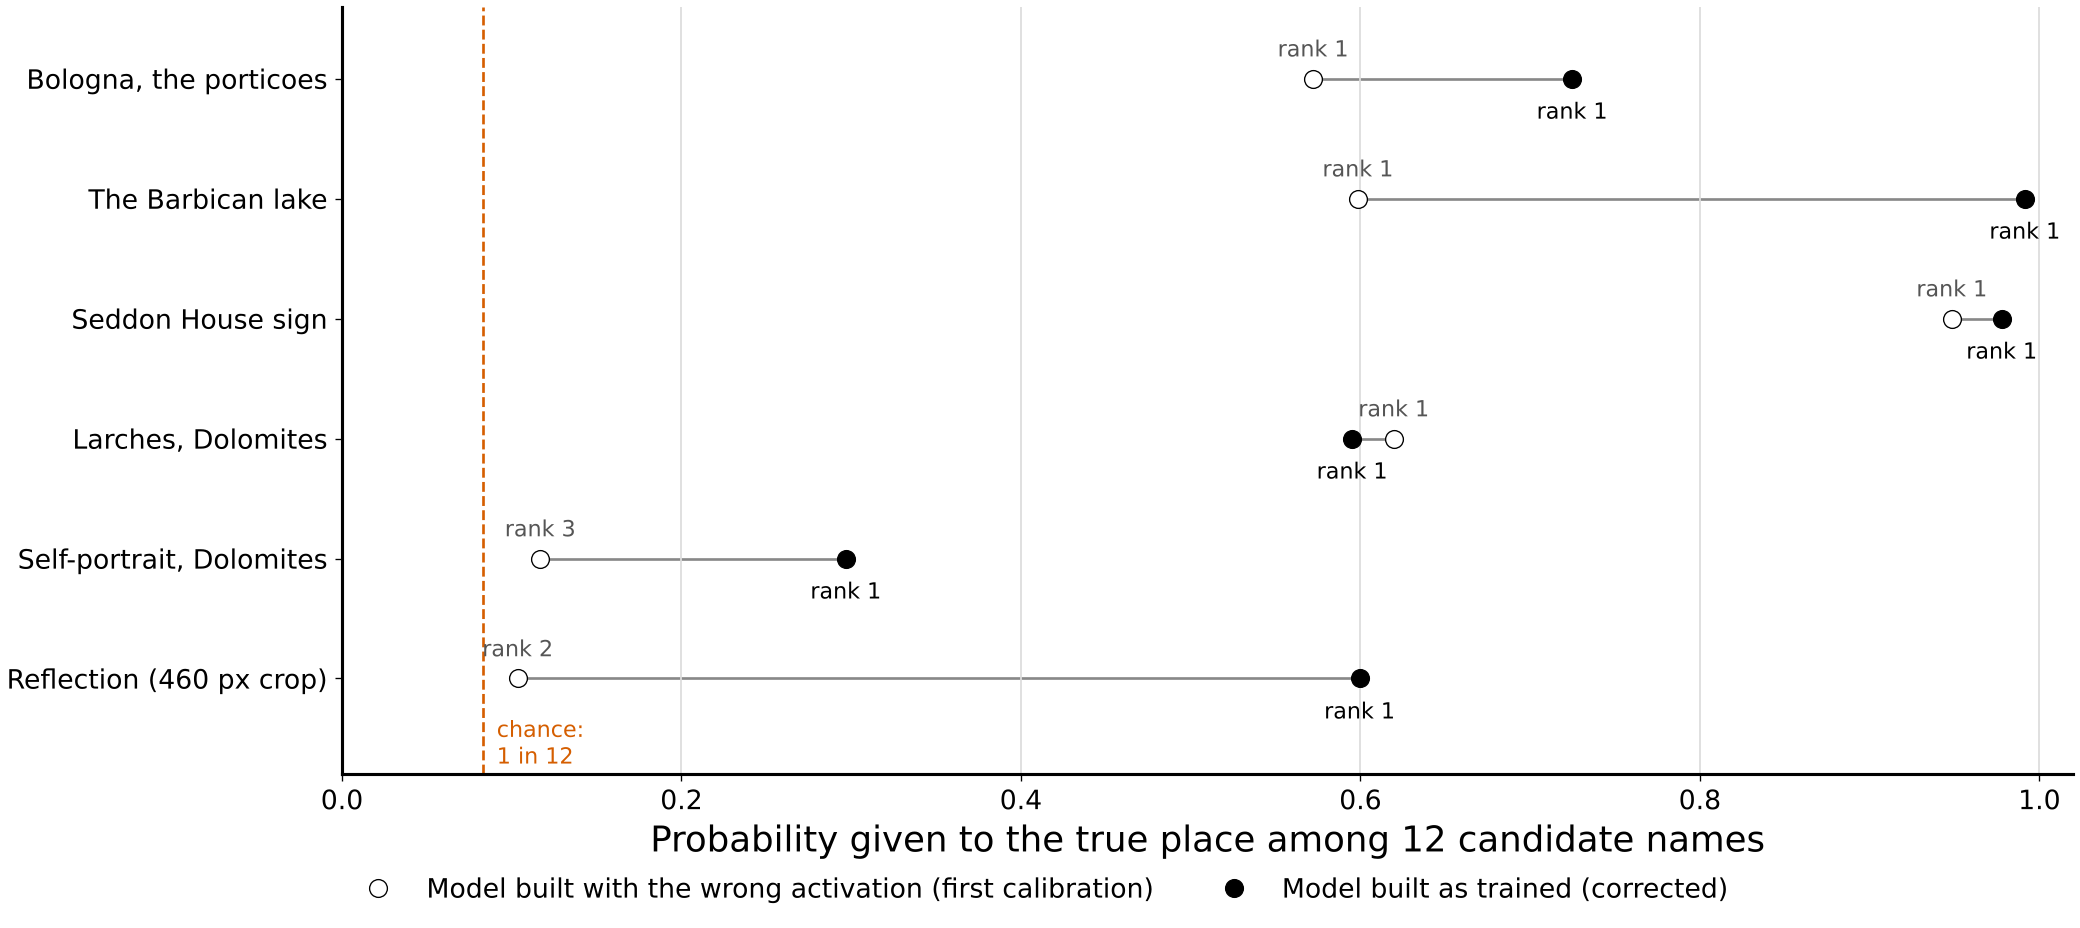 rank 1
Bologna, the porticoes
rank 1
rank 1
The Barbican lake
rank 1
rank 1
Seddon House sign
rank 1
rank 1
Larches, Dolomites
rank 1
rank 3
Self-portrait, Dolomites
rank 1
rank 2
Reflection (460 px crop)
rank 1
chance:
1 in 12
0.0 0.2 0.4 0.6 0.8 1.0
Probability given to the true place among 12 candidate names
Model built with the wrong activation (first calibration) Model built as trained (corrected)